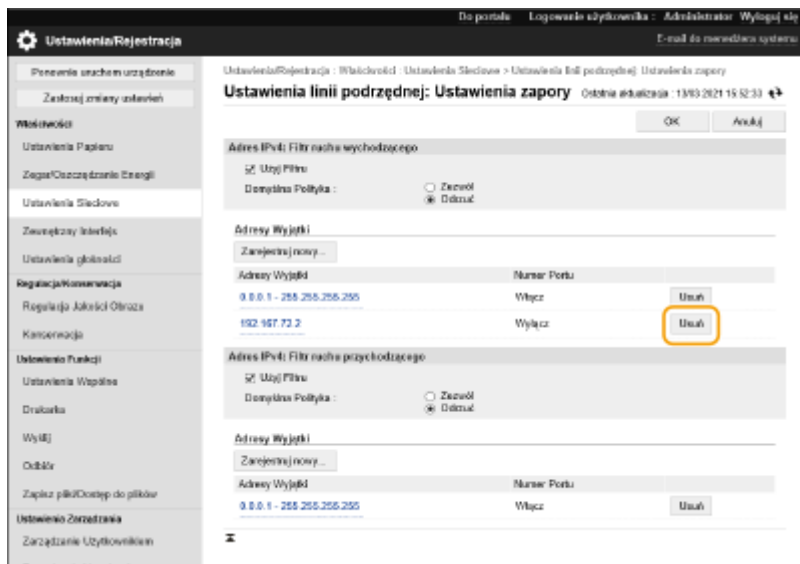 Do portalu Logowanie użytkownika : Administrator Wyloguj się
Ustawienia/Rejestracja
E-mail do menedżera systemu
Ponownie uruchom urządzenie
Zastosuj zmiany ustawień
Właściwości
Ustawienia Papieru
Zegar/Oszczędzanie Energii
Ustawienia Sieciowe
Zewnętrzny Interfejs
Ustawienia głośności
Regulacja/Konserwacja
Regulacja Jakości Obrazu
Konserwacja
Ustawienia Funkcji
Ustawienia Wspólne
Drukarka
Wyślij
Odbiór
Zapisz pliki/Dostęp do plików
Ustawienia Zarządzania
Zarządzanie Użytkownikiem
Ustawienia/Rejestracja : Właściwości : Ustawienia Sieciowe > Ustawienia linii podrzędnej: Ustawienia zapory
Ustawienia linii podrzędnej: Ustawienia zapory
Ostatnia aktualizacja : 13/03 2021 15:52:33
OK Anuluj
Adres IPv4: Filtr ruchu wychodzącego
Użyj Filtru
Domyślna Polityka : Zezwól
Odrzuć
Adresy Wyjątki
Zarejestruj nowy...
Adresy Wyjątki Numer Portu
0.0.0.1 - 255.255.255.255 Włącz Usuń
192.167.72.2 Wyłącz Usuń
Adres IPv4: Filtr ruchu przychodzącego
Użyj Filtru
Domyślna Polityka : Zezwól
Odrzuć
Adresy Wyjątki
Zarejestruj nowy...
Adresy Wyjątki Numer Portu
0.0.0.1 - 255.255.255.255 Włącz Usuń